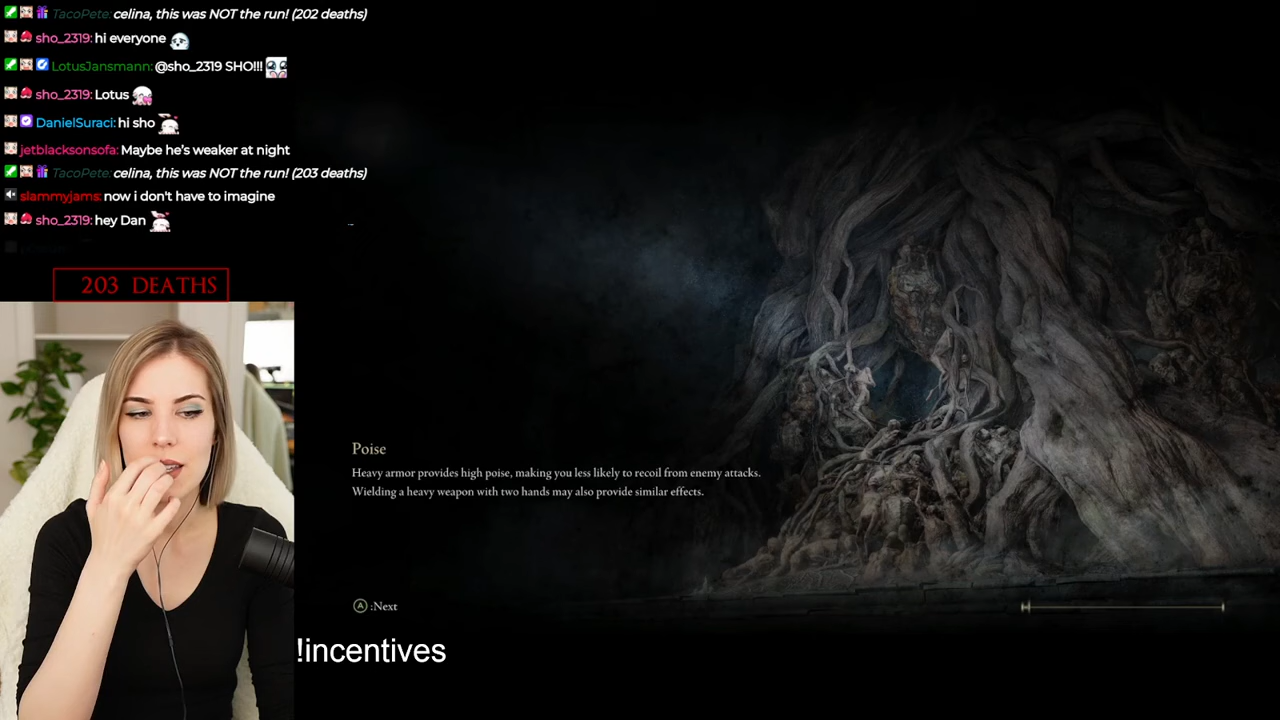 TacoPete: celina, this was NOT the run! (202 deaths)
sho_2319: hi everyone
LotusJansmann: @sho_2319 SHO!!!
sho_2319: Lotus
DanielSuraci: hi sho
jetblacksonsofa: Maybe he's weaker at night
TacoPete: celina, this was NOT the run! (203 deaths)
slammyjams: now i don't have to imagine
sho_2319: hey Dan
203 DEATHS
Poise
Heavy armor provides high poise, making you less likely to recoil from enemy attacks.
Wielding a heavy weapon with two hands may also provide similar effects.
A :Next
!incentives